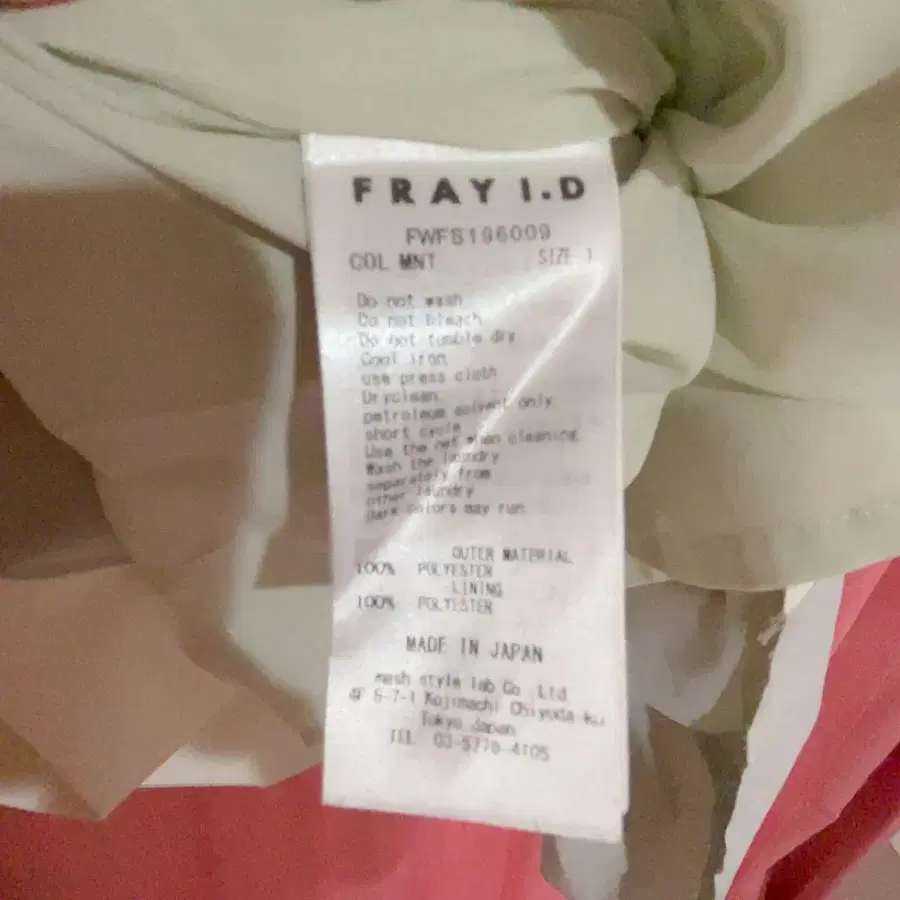 FRAY I.D
FWFS196009
COL MNT SIZE 1
Do not wash
Do not bleach
Do not tumble dry
Cool iron
use press cloth
Dryclean
petroleum solvent only
short cycle
Use the net when cleaning
Wash the laundry
separately from
other laundry
Dark colors may run
OUTER MATERIAL
100% POLYESTER
LINING
100% POLYESTER
MADE IN JAPAN
mash style lab Co Ltd
4F 5-7-1 Kojimachi Chiyoda ku
Tokyo Japan
TEL 03-5778-4105